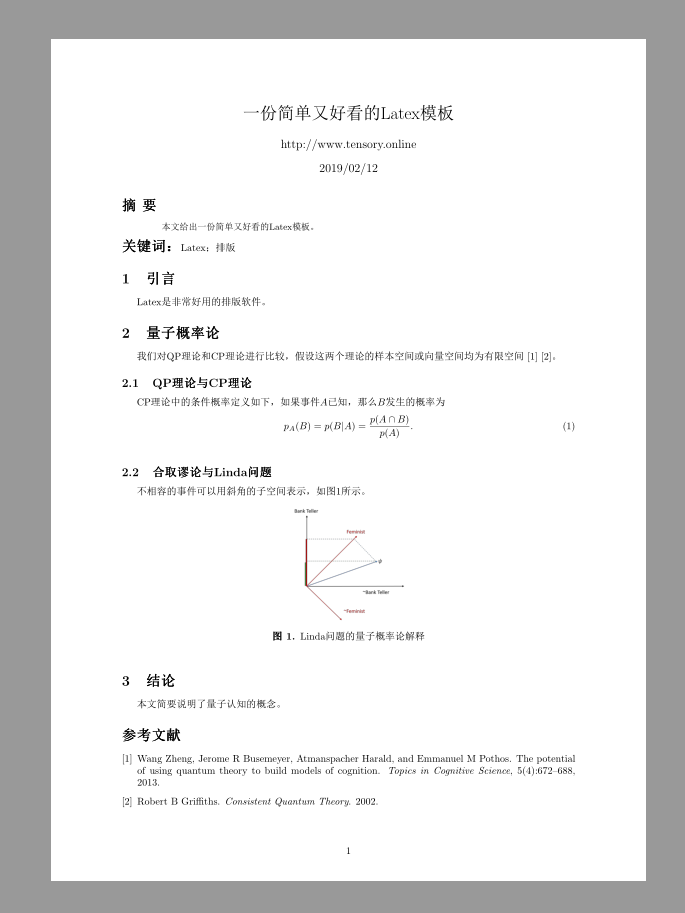 一份简单又好看的Latex模板
http://www.tensory.online
2019/02/12
摘 要
本文给出一份简单又好看的Latex模板。
关键词：Latex；排版
1 引言
Latex是非常好用的排版软件。
2 量子概率论
我们对QP理论和CP理论进行比较，假设这两个理论的样本空间或向量空间均为有限空间 [1] [2]。
2.1 QP理论与CP理论
CP理论中的条件概率定义如下，如果事件A已知，那么B发生的概率为
p_A(B) = p(B|A) = p(A ∩ B) / p(A). (1)
2.2 合取谬论与Linda问题
不相容的事件可以用斜角的子空间表示，如图1所示。
Bank Teller
Feminist
ψ
~Bank Teller
~Feminist
图 1. Linda问题的量子概率论解释
3 结论
本文简要说明了量子认知的概念。
参考文献
[1] Wang Zheng, Jerome R Busemeyer, Atmanspacher Harald, and Emmanuel M Pothos. The potential
of using quantum theory to build models of cognition. Topics in Cognitive Science, 5(4):672–688,
2013.
[2] Robert B Griffiths. Consistent Quantum Theory. 2002.
1